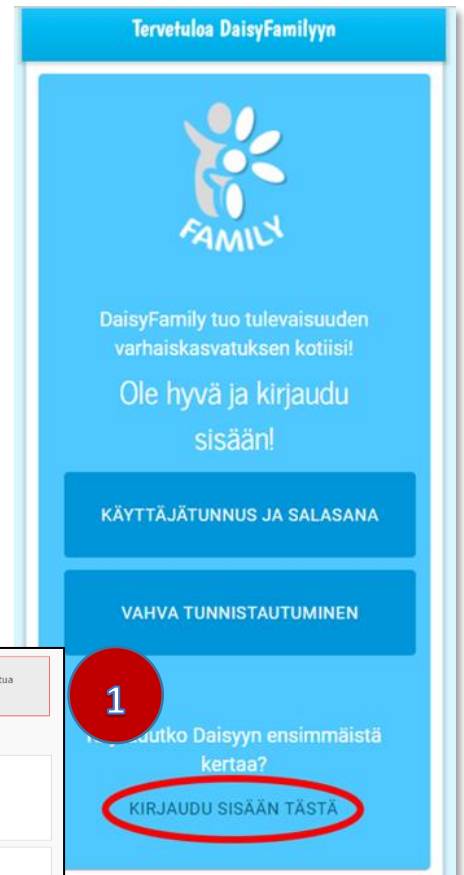 Tervetuloa DaisyFamilyyn
FAMILY
DaisyFamily tuo tulevaisuuden
varhaiskasvatuksen kotiisi!
Ole hyvä ja kirjaudu
sisään!
KÄYTTÄJÄTUNNUS JA SALASANA
VAHVA TUNNISTAUTUMINEN
1
Daisyyn ensimmäistä
kertaa?
KIRJAUDU SISÄÄN TÄSTÄ